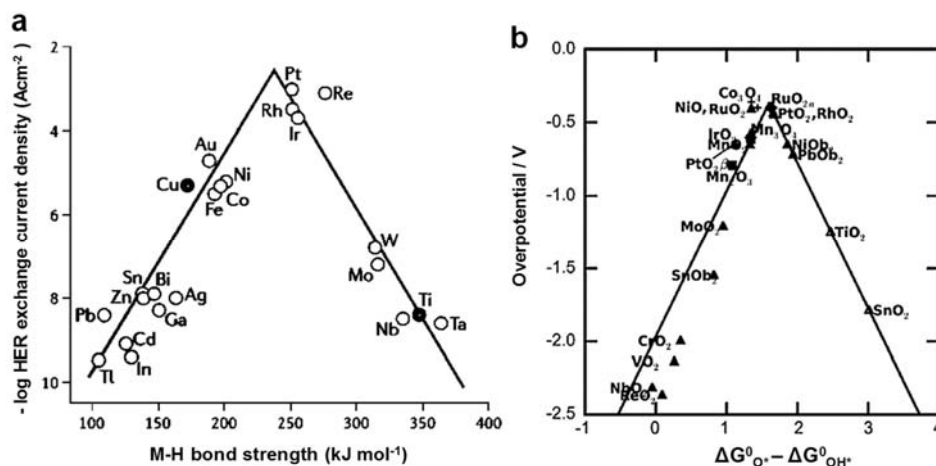 a
- log HER exchange current density (Acm⁻²)
2
4
6
8
10
Pt
Re
Rh
Ir
Au
Cu
Ni
Co
Fe
W
Mo
Sn
Bi
Zn
Ag
Ga
Pb
Ti
Nb
Ta
Cd
In
Tl
100 150 200 250 300 350 400
M-H bond strength (kJ mol⁻¹)
b
Overpotential / V
0.0
-0.5
-1.0
-1.5
-2.0
-2.5
Co₃O₄
RuO₂
NiO, RuO₂
PtO₂, RhO₂
IrO₂
Mn₃O₄
NiOb₂
PbOb₂
PtO₂β
Mn₂O₃
MoO₂
TiO₂
SnOb₂
SnO₂
CrO₂
VO₂
NbO₂
ReO₂
-1 0 1 2 3 4
ΔG⁰O* – ΔG⁰OH*